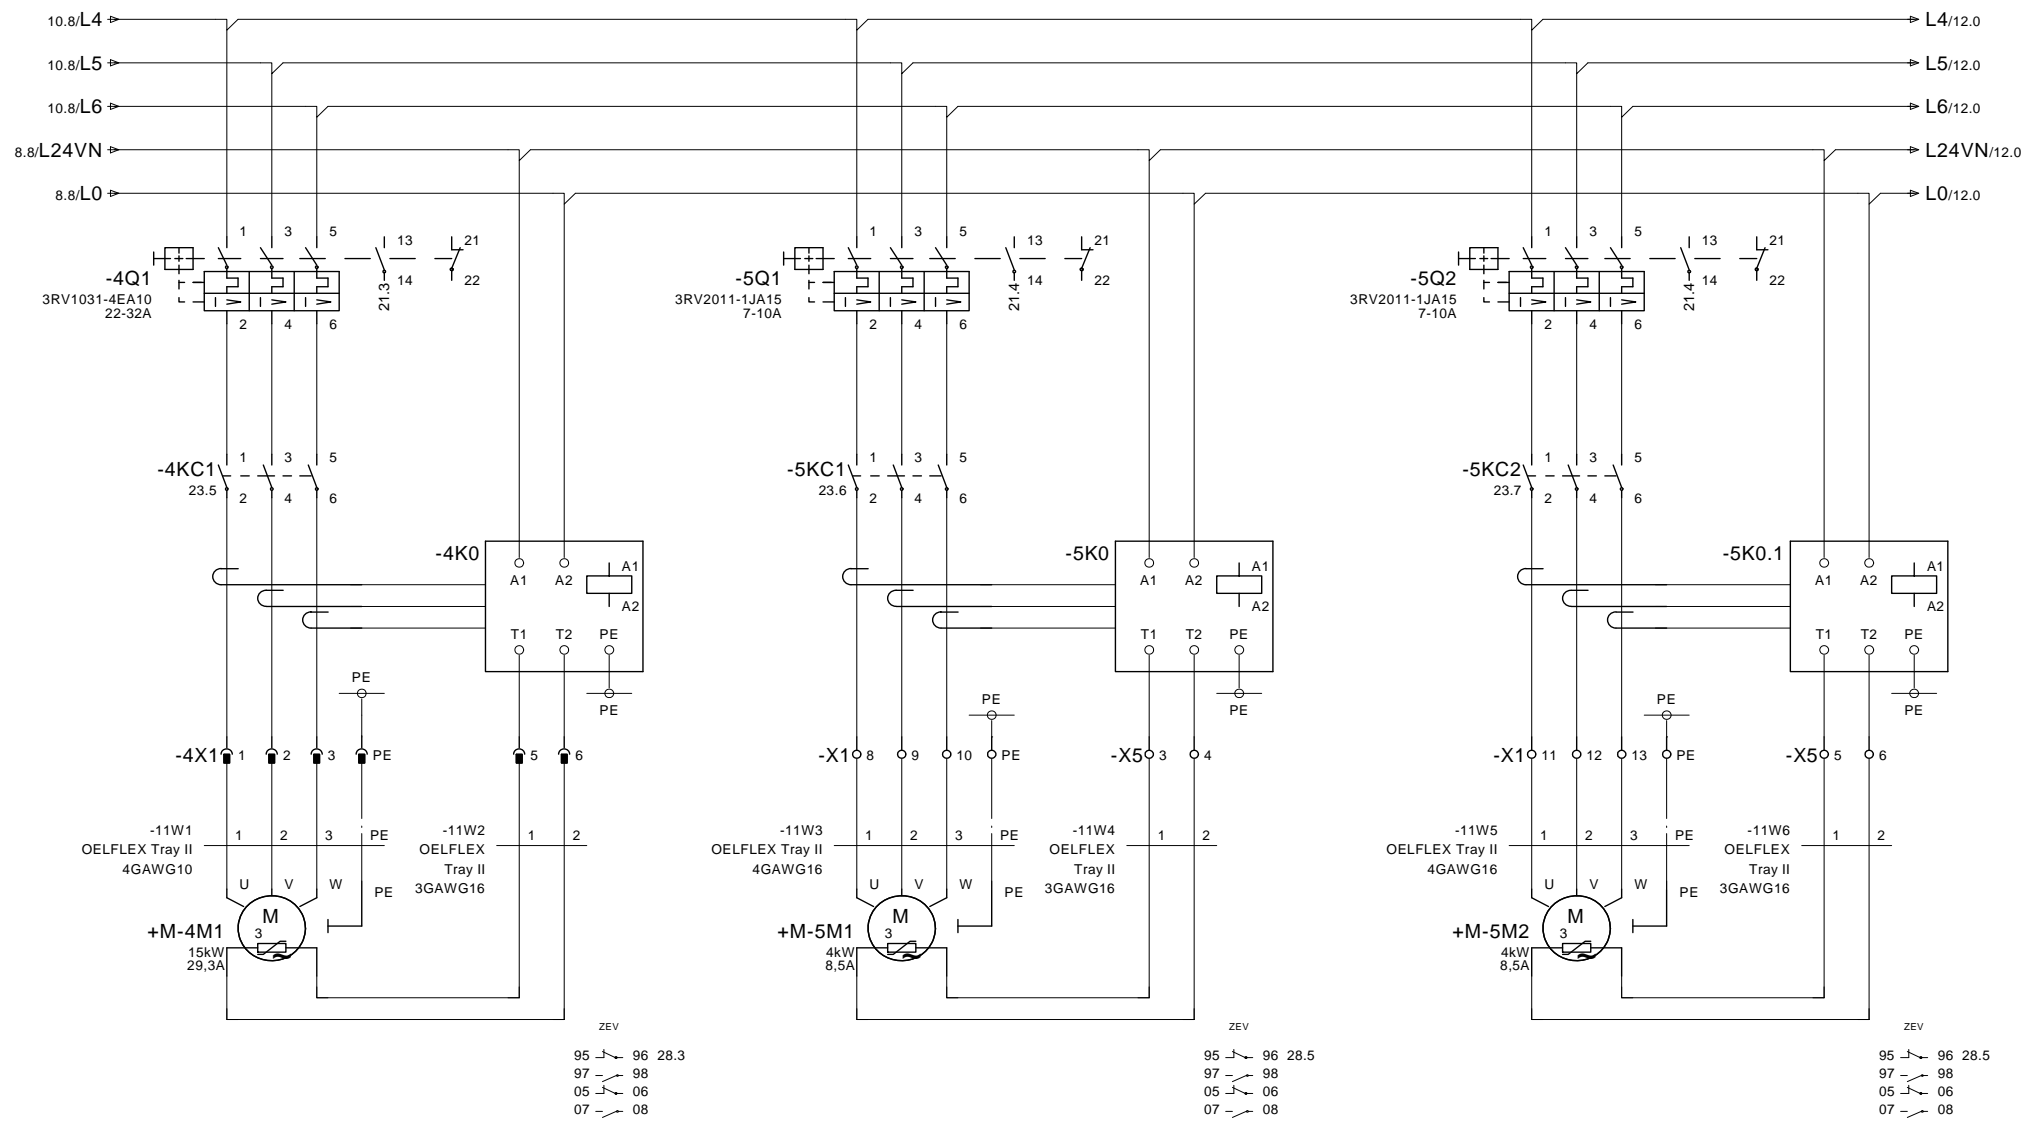 10.8/L4 L4/12.0
10.8/L5 L5/12.0
10.8/L6 L6/12.0
8.8/L24VN L24VN/12.0
8.8/L0 L0/12.0
1 3 5 13 21 1 3 5 13 21 1 3 5 13 21
-4Q1 14 22 -5Q1 14 22 -5Q2 14 22
3RV1031-4EA10 21.3 3RV2011-1JA15 21.4 3RV2011-1JA15 21.4
22-32A 7-10A 7-10A
I > I > I > I > I > I > I > I > I >
2 4 6 2 4 6 2 4 6
1 3 5 1 3 5 1 3 5
-4KC1 -5KC1 -5KC2
23.5 2 4 6 23.6 2 4 6 23.7 2 4 6
-4K0 -5K0 -5K0.1
A1 A2 A1 A1 A2 A1 A1 A2 A1
A2 A2 A2
T1 T2 PE T1 T2 PE T1 T2 PE
PE PE PE
PE PE PE
-4X1 1 2 3 PE 5 6 -X1 8 9 10 PE -X5 3 4 -X1 11 12 13 PE -X5 5 6
-11W1 1 2 3 PE -11W2 1 2 -11W3 1 2 3 PE -11W4 1 2 -11W5 1 2 3 PE -11W6 1 2
OELFLEX Tray II OELFLEX OELFLEX Tray II OELFLEX OELFLEX Tray II OELFLEX
4GAWG10 Tray II 4GAWG16 Tray II 4GAWG16 Tray II
U V W PE 3GAWG16 U V W PE 3GAWG16 U V W PE 3GAWG16
M M M
+M-4M1 3 +M-5M1 3 +M-5M2 3
15kW 4kW 4kW
29,3A 8,5A 8,5A
ZEV ZEV ZEV
95 96 28.3 95 96 28.5 95 96 28.5
97 98 97 98 97 98
05 06 05 06 05 06
07 08 07 08 07 08